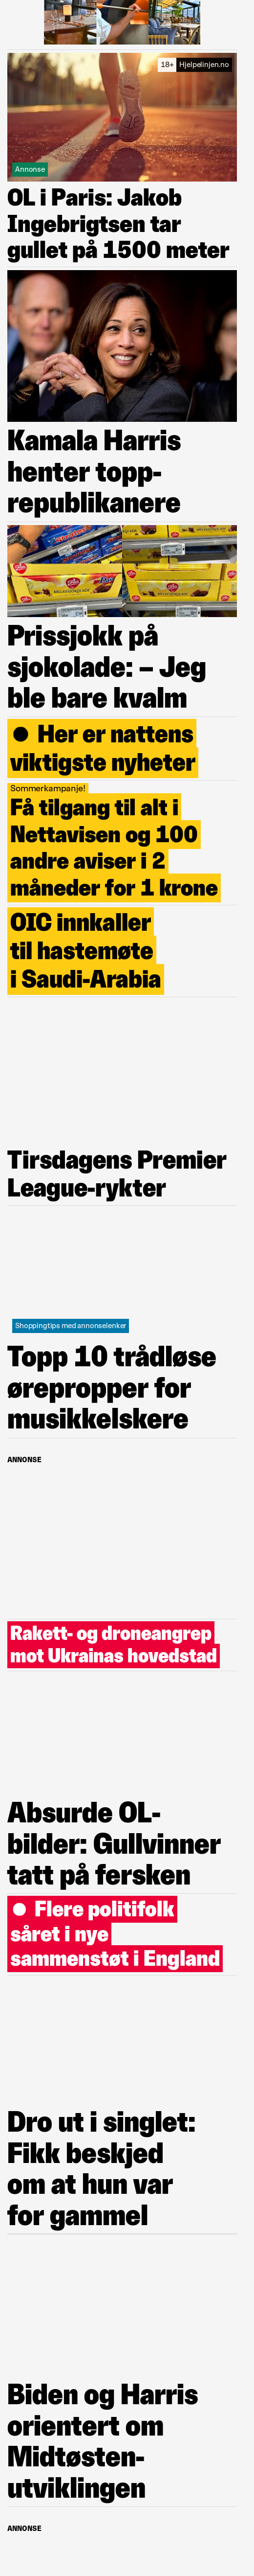 18+ Hjelpelinjen.no
Annonse
OL i Paris: Jakob
Ingebrigtsen tar
gullet på 1500 meter
Kamala Harris
henter topp-
republikanere
Prissjokk på
sjokolade: – Jeg
ble bare kvalm
● Her er nattens
viktigste nyheter
Sommerkampanje!
Få tilgang til alt i
Nettavisen og 100
andre aviser i 2
måneder for 1 krone
OIC innkaller
til hastemøte
i Saudi-Arabia
Tirsdagens Premier
League-rykter
Shoppingtips med annonselenker
Topp 10 trådløse
ørepropper for
musikkelskere
ANNONSE
Rakett- og droneangrep
mot Ukrainas hovedstad
Absurde OL-
bilder: Gullvinner
tatt på fersken
● Flere politifolk
såret i nye
sammenstøt i England
Dro ut i singlet:
Fikk beskjed
om at hun var
for gammel
Biden og Harris
orientert om
Midtøsten-
utviklingen
ANNONSE